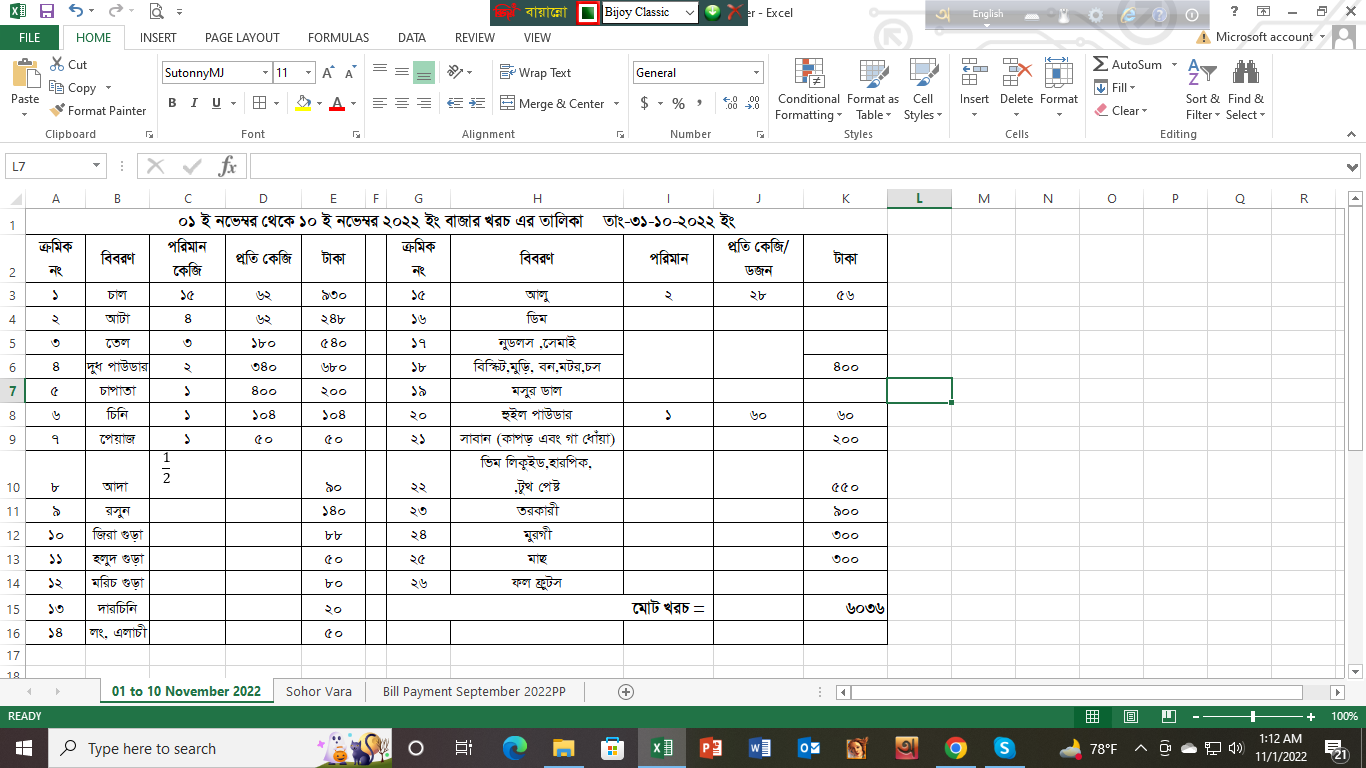 বায়ান্নো Bijoy Classic er - Excel
English
FILE HOME INSERT PAGE LAYOUT FORMULAS DATA REVIEW VIEW Microsoft account
Paste Cut Copy Format Painter Clipboard
SutonnyMJ 11 B I U Font
Wrap Text Merge & Center Alignment
General $ % , Number
Conditional Formatting Format as Table Cell Styles Styles
Insert Delete Format Cells
AutoSum Fill Clear Sort & Filter Find & Select Editing
L7 fx
A B C D E F G H I J K L M N O P Q R
1 ০১ ই নভেম্বর থেকে ১০ ই নভেম্বর ২০২২ ইং বাজার খরচ এর তালিকা তাং-৩১-১০-২০২২ ইং
2 ক্রমিক নং বিবরণ পরিমান কেজি প্রতি কেজি টাকা ক্রমিক নং বিবরণ পরিমান প্রতি কেজি/ ডজন টাকা
3 ১ চাল ১৫ ৬২ ৯৩০ ১৫ আলু ২ ২৮ ৫৬
4 ২ আটা ৪ ৬২ ২৪৮ ১৬ ডিম
5 ৩ তেল ৩ ১৮০ ৫৪০ ১৭ নুডলস ,সেমাই
6 ৪ দুধ পাউডার ২ ৩৪০ ৬৮০ ১৮ বিস্কিট,মুড়ি, বন,মটর,চস ৪০০
7 ৫ চাপাতা ১ ৪০০ ২০০ ১৯ মসুর ডাল
8 ৬ চিনি ১ ১০৪ ১০৪ ২০ হুইল পাউডার ১ ৬০ ৬০
9 ৭ পেয়াজ ১ ৫০ ৫০ ২১ সাবান (কাপড় এবং গা ধোঁয়া) ২০০
10 ৮ আদা 1/2 ৯০ ২২ ভিম লিকুইড,হারপিক, ,টুথ পেষ্ট ৫৫০
11 ৯ রসুন ১৪০ ২৩ তরকারী ৯০০
12 ১০ জিরা গুড়া ৮৮ ২৪ মুরগী ৩০০
13 ১১ হলুদ গুড়া ৫০ ২৫ মাছ ৩০০
14 ১২ মরিচ গুড়া ৮০ ২৬ ফল ফ্রুটস
15 ১৩ দারচিনি ২০ মোট খরচ = ৬০৩৬
16 ১৪ লং, এলাচী ৫০
17
18
01 to 10 November 2022 Sohor Vara Bill Payment September 2022PP
READY 100%
Type here to search 78°F 1:12 AM
11/1/2022 21